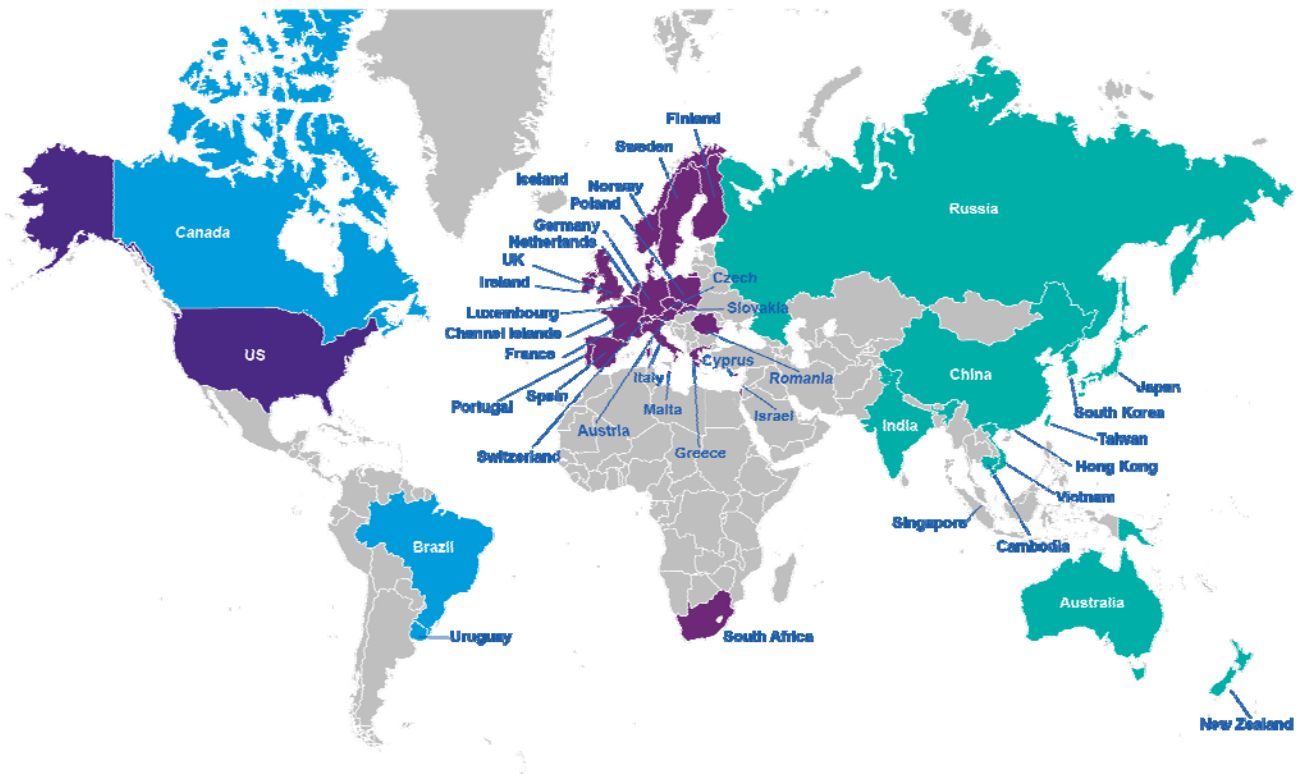 Finland
Sweden
Iceland
Norway
Poland
Canada
Russia
Germany
Netherlands
UK
Ireland
Czech
Slovakia
Luxembourg
Channel Islands
US
France
Cyprus
Italy
Romania
China
Japan
Spain
Portugal
Malta
Israel
South Korea
Austria
India
Taiwan
Switzerland
Greece
Hong Kong
Vietnam
Singapore
Brazil
Cambodia
Australia
Uruguay
South Africa
New Zealand